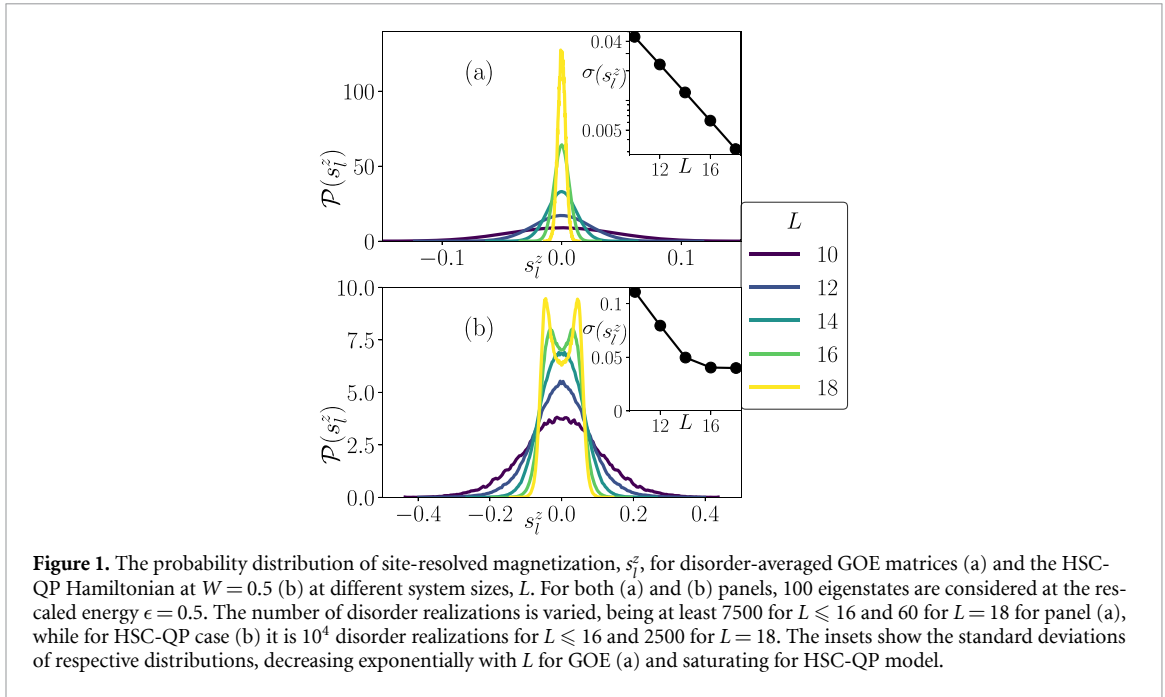 (a)
100
50
0
𝒫(s_l^z)
−0.1
0.0
0.1
s_l^z
0.04
σ(s_l^z)
0.005
12
L
16
L
10
12
14
16
18
(b)
10.0
7.5
5.0
2.5
0.0
𝒫(s_l^z)
−0.4
−0.2
0.0
0.2
0.4
s_l^z
0.1
σ(s_l^z)
0.05
0
12
L
16
Figure 1. The probability distribution of site-resolved magnetization, s_l^z, for disorder-averaged GOE matrices (a) and the HSC-
QP Hamiltonian at W = 0.5 (b) at different system sizes, L. For both (a) and (b) panels, 100 eigenstates are considered at the res-
caled energy ϵ = 0.5. The number of disorder realizations is varied, being at least 7500 for L ⩽ 16 and 60 for L = 18 for panel (a),
while for HSC-QP case (b) it is 10^4 disorder realizations for L ⩽ 16 and 2500 for L = 18. The insets show the standard deviations
of respective distributions, decreasing exponentially with L for GOE (a) and saturating for HSC-QP model.